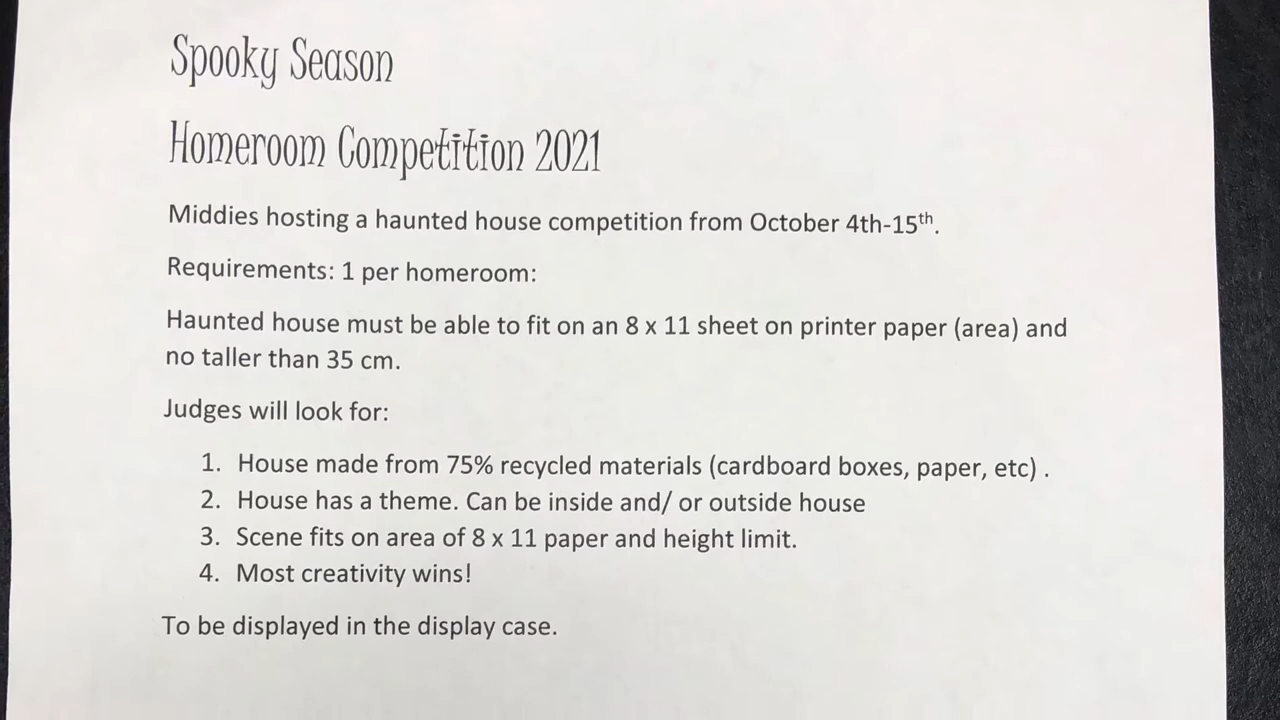 Spooky Season
Homeroom Competition 2021
Middies hosting a haunted house competition from October 4th-15th.
Requirements: 1 per homeroom:
Haunted house must be able to fit on an 8 x 11 sheet on printer paper (area) and
no taller than 35 cm.
Judges will look for:
1. House made from 75% recycled materials (cardboard boxes, paper, etc) .
2. House has a theme. Can be inside and/ or outside house
3. Scene fits on area of 8 x 11 paper and height limit.
4. Most creativity wins!
To be displayed in the display case.